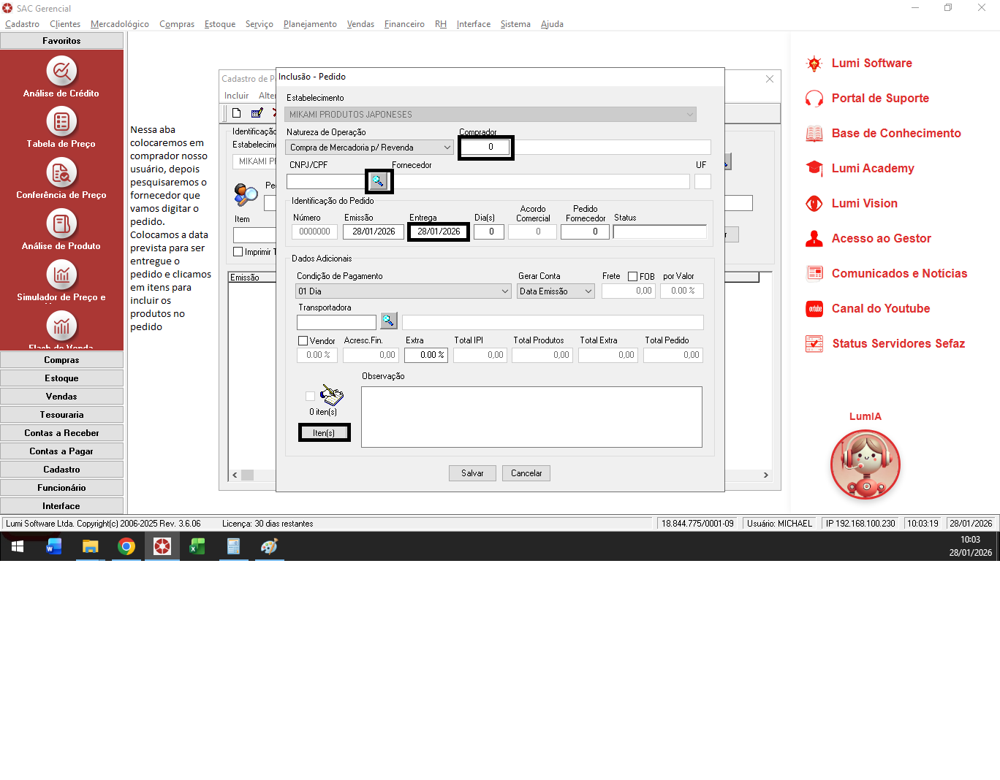 SAC Gerencial
Cadastro Clientes Mercadológico Compras Estoque Serviço Planejamento Vendas Financeiro RH Interface Sistema Ajuda
Favoritos
Análise de Crédito
Tabela de Preço
Conferência de Preço
Análise de Produto
Simulador de Preço e
Flash de Venda
Compras
Estoque
Vendas
Tesouraria
Contas a Receber
Contas a Pagar
Cadastro
Funcionário
Interface
Nessa aba
colocaremos em
comprador nosso
usuário, depois
pesquisaremos o
fornecedor que
vamos digitar o
pedido.
Colocamos a data
prevista para ser
entregue o
pedido e clicamos
em itens para
incluir os
produtos no
pedido
Cadastro de P
Incluir Alter
Identificação
Estabelecime
MIKAMI P
Pe
Item
Imprimir T
Emissão
Inclusão - Pedido
Estabelecimento
MIKAMI PRODUTOS JAPONESES
Natureza de Operação Comprador
Compra de Mercadoria p/ Revenda 0
CNPJ/CPF Fornecedor UF
Identificação do Pedido
Número Emissão Entrega Dia(s) Acordo Comercial Pedido Fornecedor Status
0000000 28/01/2026 28/01/2026 0 0 0
Dados Adicionais
Condição de Pagamento Gerar Conta Frete FOB por Valor
01 Dia Data Emissão 0,00 0.00 %
Transportadora
Vendor Acresc.Fin. Extra Total IPI Total Produtos Total Extra Total Pedido
0.00 % 0,00 0.00 % 0,00 0,00 0,00 0,00
Observação
0 iten(s)
Iten(s)
Salvar Cancelar
Lumi Software
Portal de Suporte
Base de Conhecimento
Lumi Academy
Lumi Vision
Acesso ao Gestor
Comunicados e Notícias
Canal do Youtube
Status Servidores Sefaz
LumIA
Lumi Software Ltda. Copyright(c) 2006-2025 Rev. 3.6.06 Licença: 30 dias restantes 18.844.775/0001-09 Usuário: MICHAEL IP 192.168.100.230 10:03:19 28/01/2026
10:03
28/01/2026